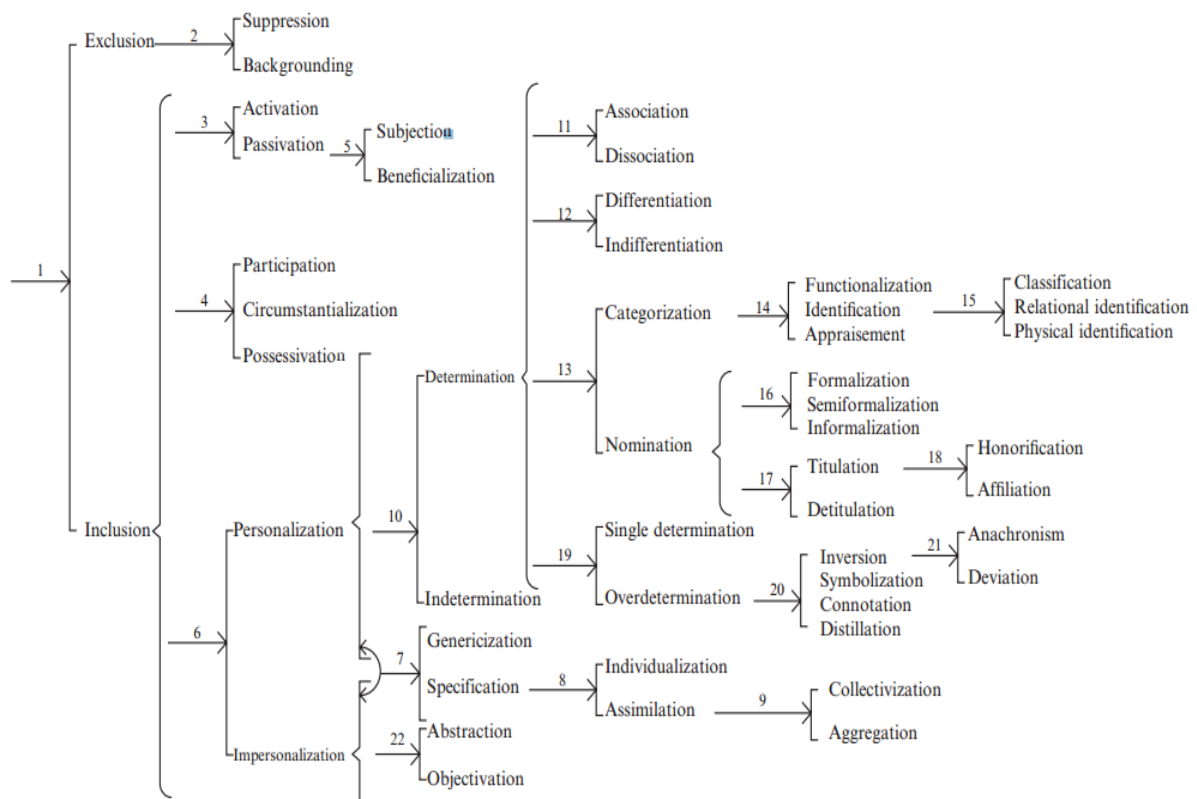 Suppression
Exclusion 2
Backgrounding
Activation
3
Passivation 5 Subjection
Beneficialization
11 Association
Dissociation
12 Differentiation
Indifferentiation
1
Participation
4 Circumstantialization
Possessivation
Categorization 14 Functionalization
Identification 15
Appraisement
Classification
Relational identification
Physical identification
Determination 13
Nomination
16 Formalization
Semiformalization
Informalization
17 Titulation 18 Honorification
Affiliation
Detitulation
Inclusion
Personalization 10
Indetermination
19 Single determination
Overdetermination 20
Inversion 21 Anachronism
Deviation
Symbolization
Connotation
Distillation
6
7 Genericization
Specification 8 Individualization
Assimilation 9 Collectivization
Aggregation
Impersonalization 22 Abstraction
Objectivation